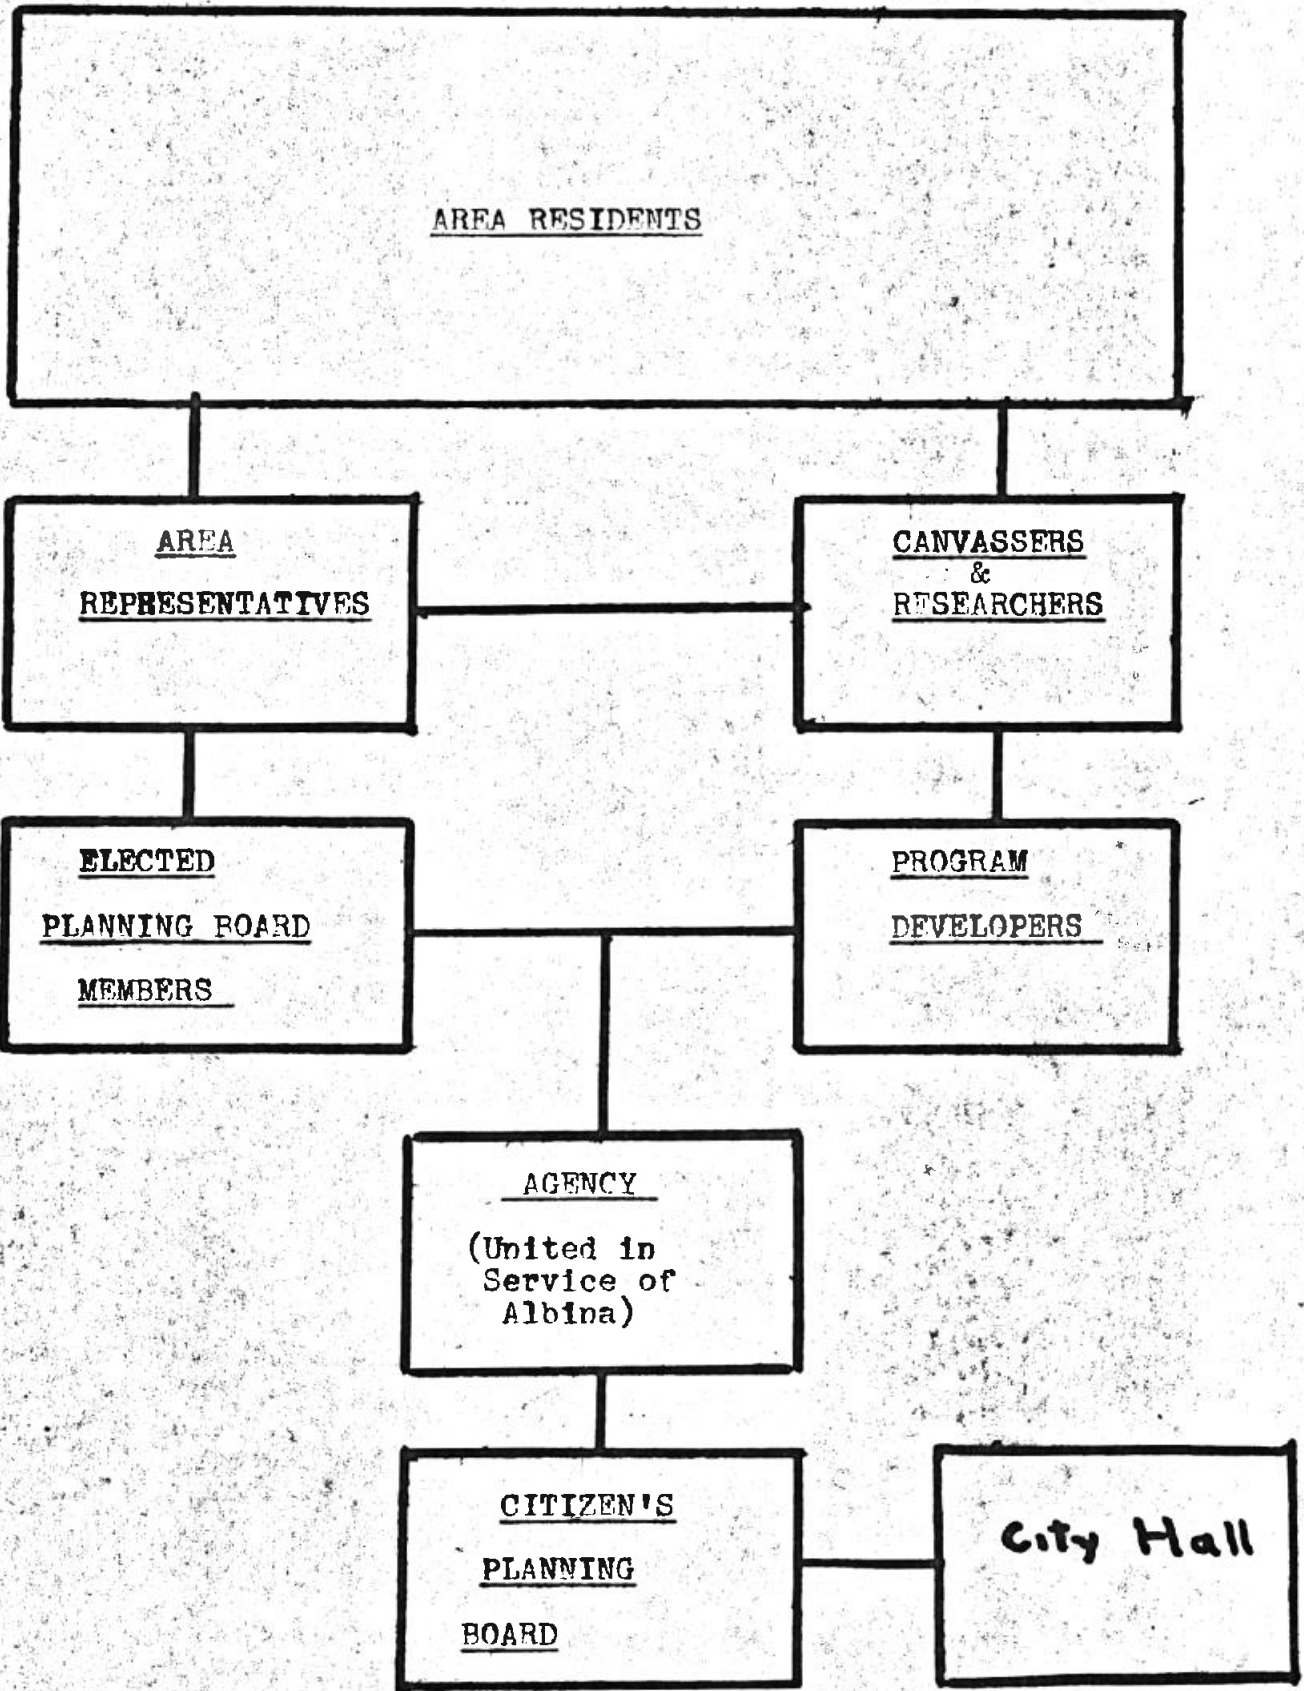 AREA RESIDENTS
AREA
REPRESENTATIVES
CANVASSERS
&
RESEARCHERS
ELECTED
PLANNING BOARD
MEMBERS
PROGRAM
DEVELOPERS
AGENCY
(United in
Service of
Albina)
CITIZEN'S
PLANNING
BOARD
City Hall